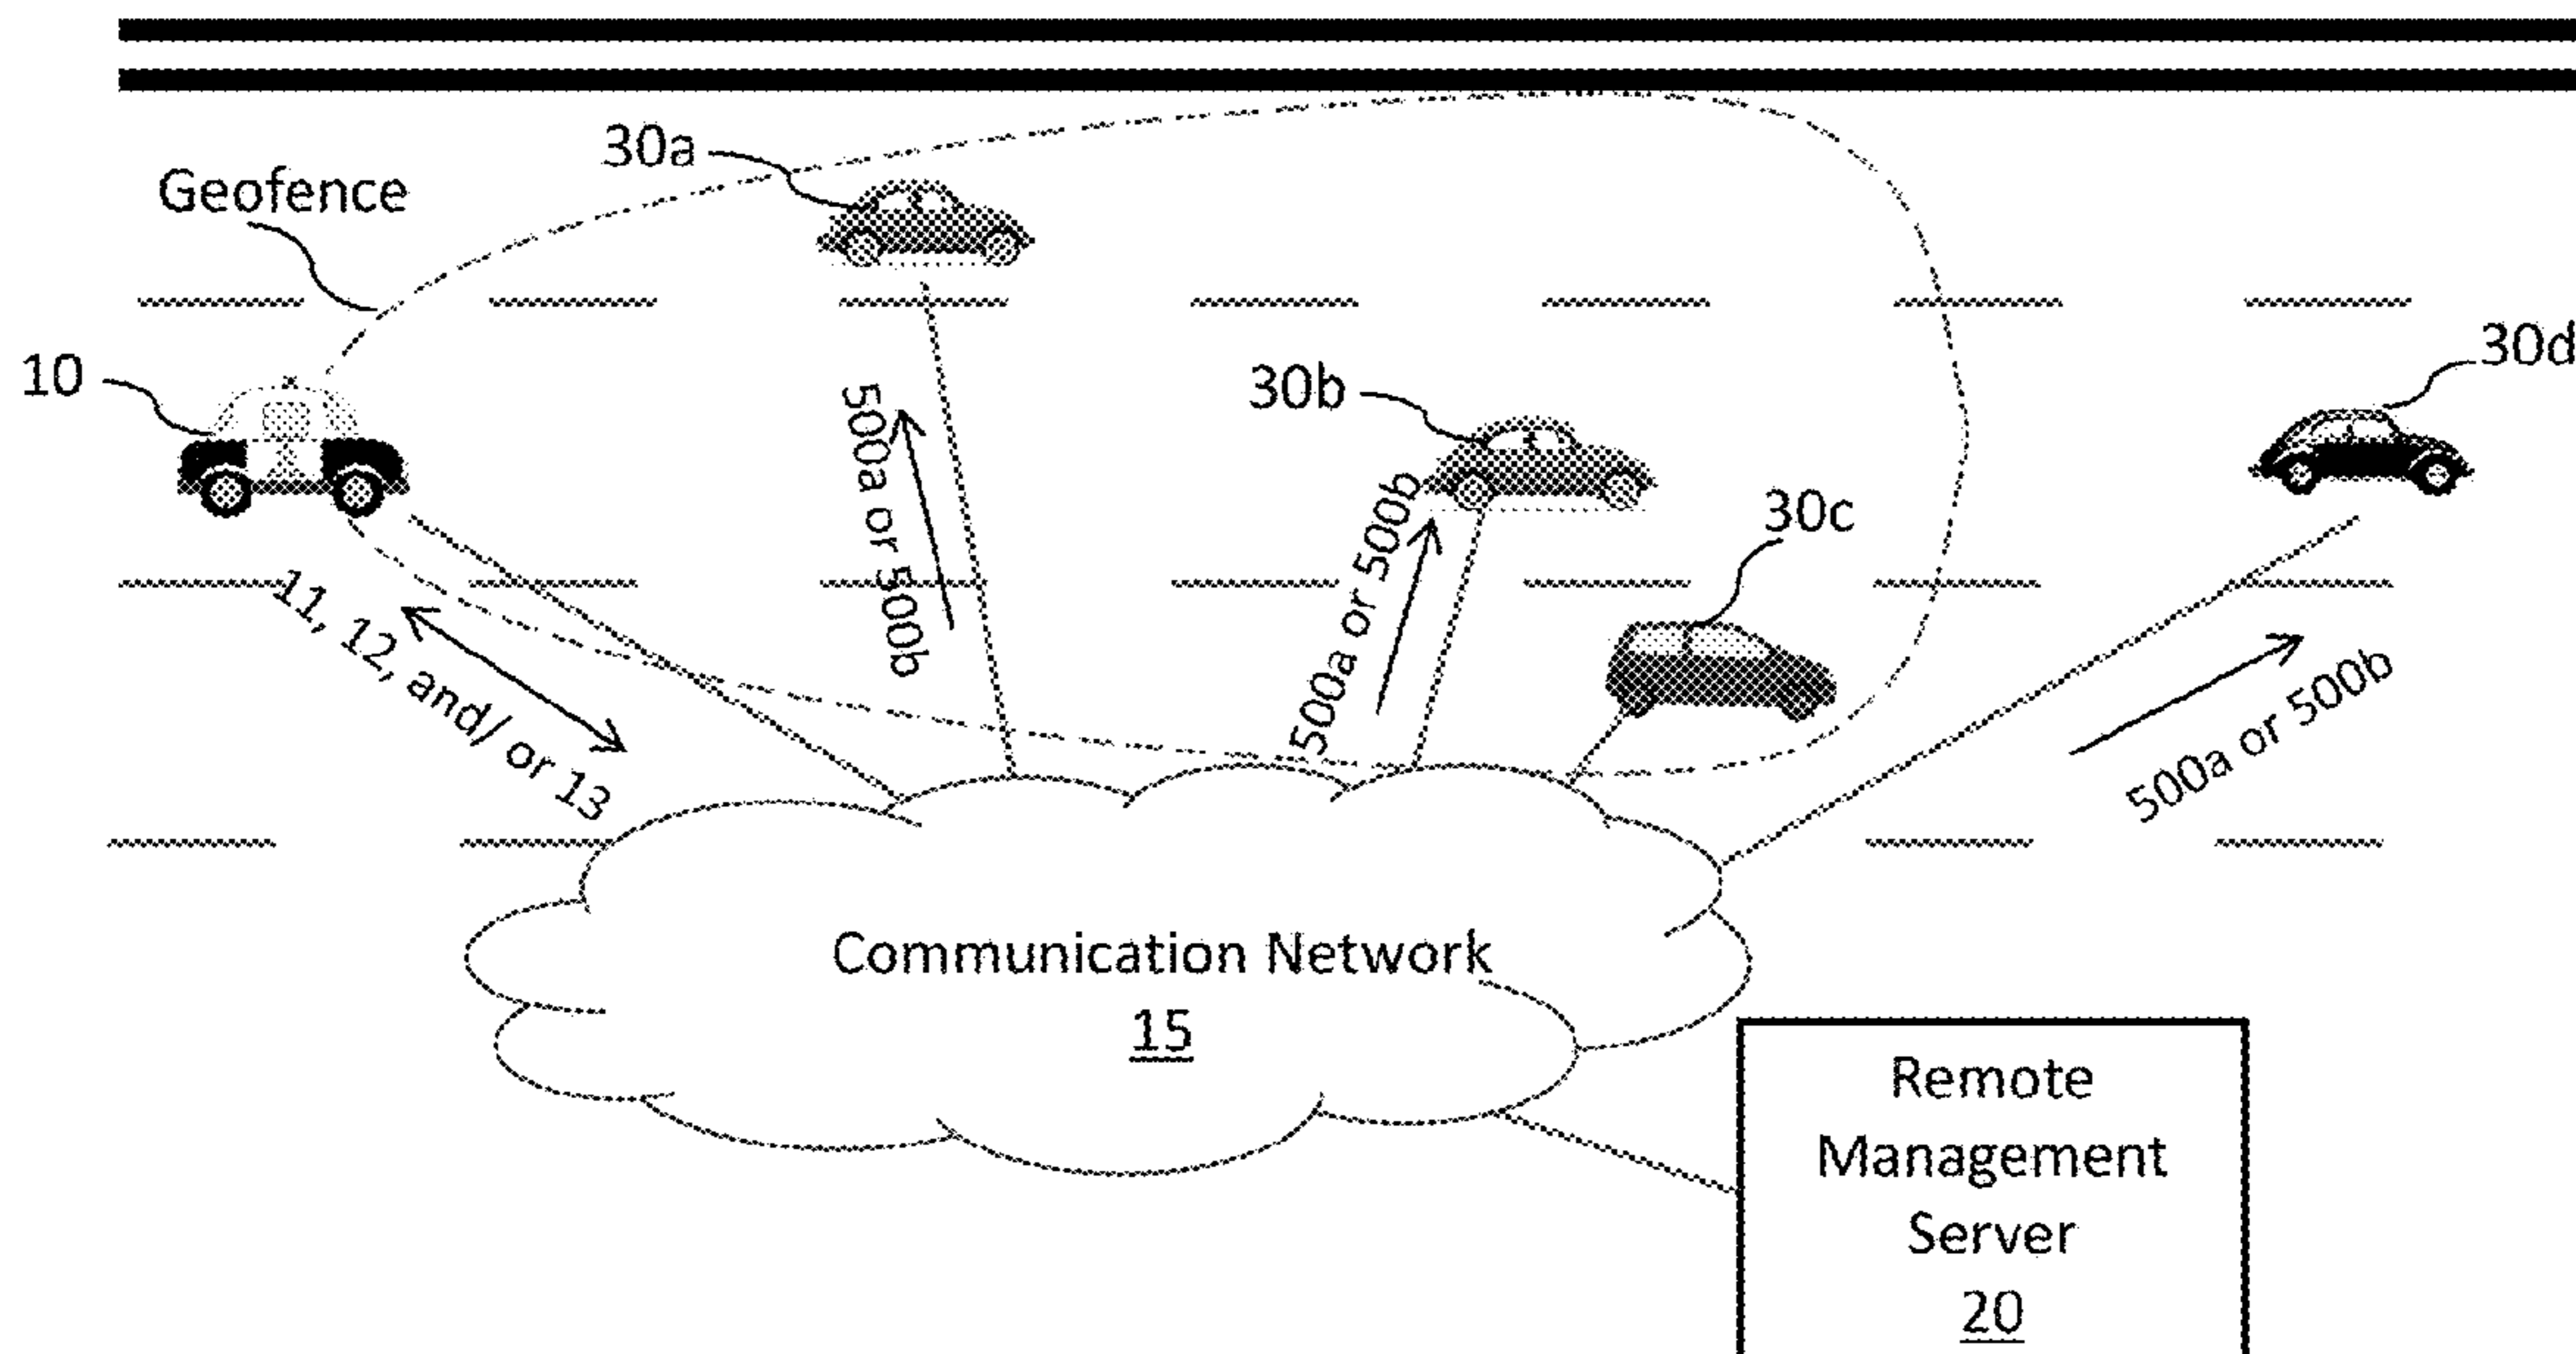 30a
Geofence
10
30b
30d
30c
500a or 500b
500a or 500b
11, 12, and/ or 13
500a or 500b
Communication Network
15
Remote
Management
Server
20